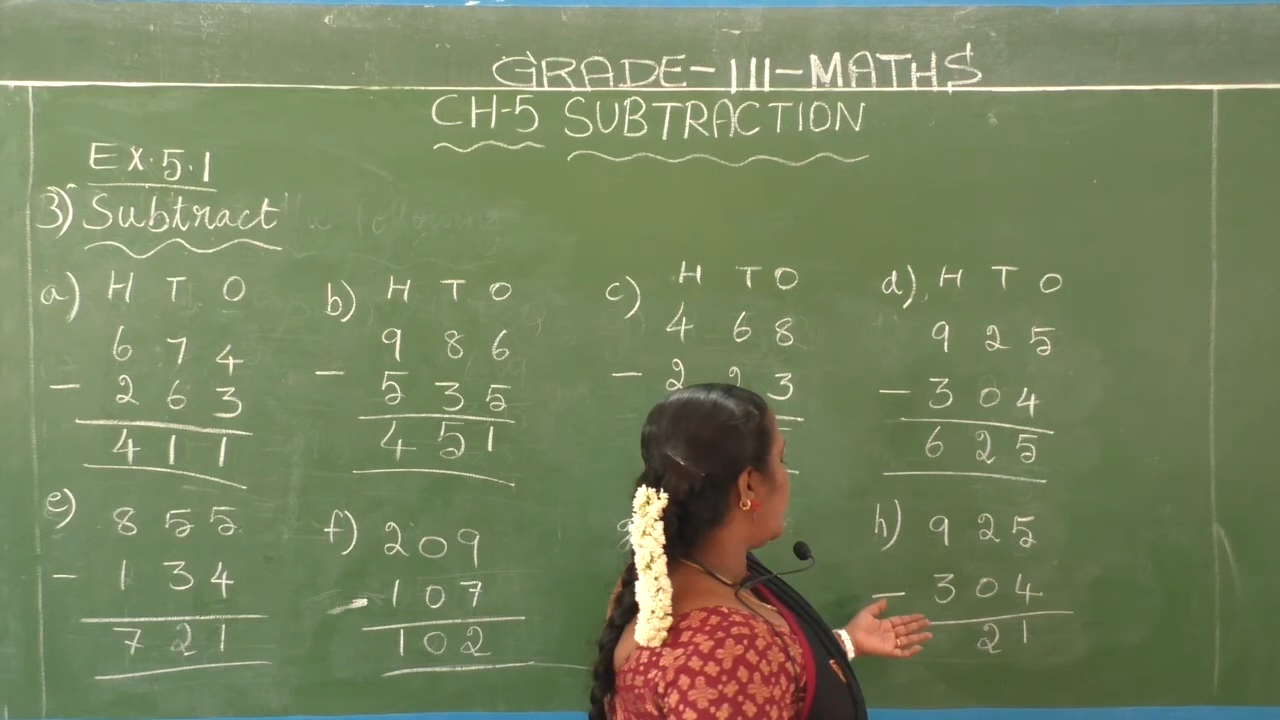 GRADE-III-MATHS
CH-5 SUBTRACTION
EX.5.1
3) Subtract
a) H T O
6 7 4
- 2 6 3
4 1 1
b) H T O
9 8 6
- 5 3 5
4 5 1
c) H T O
4 6 8
- 2 2 3
d) H T O
9 2 5
- 3 0 4
6 2 5
e) 8 5 5
- 1 3 4
7 2 1
f) 2 0 9
- 1 0 7
1 0 2
h) 9 2 5
- 3 0 4
2 1